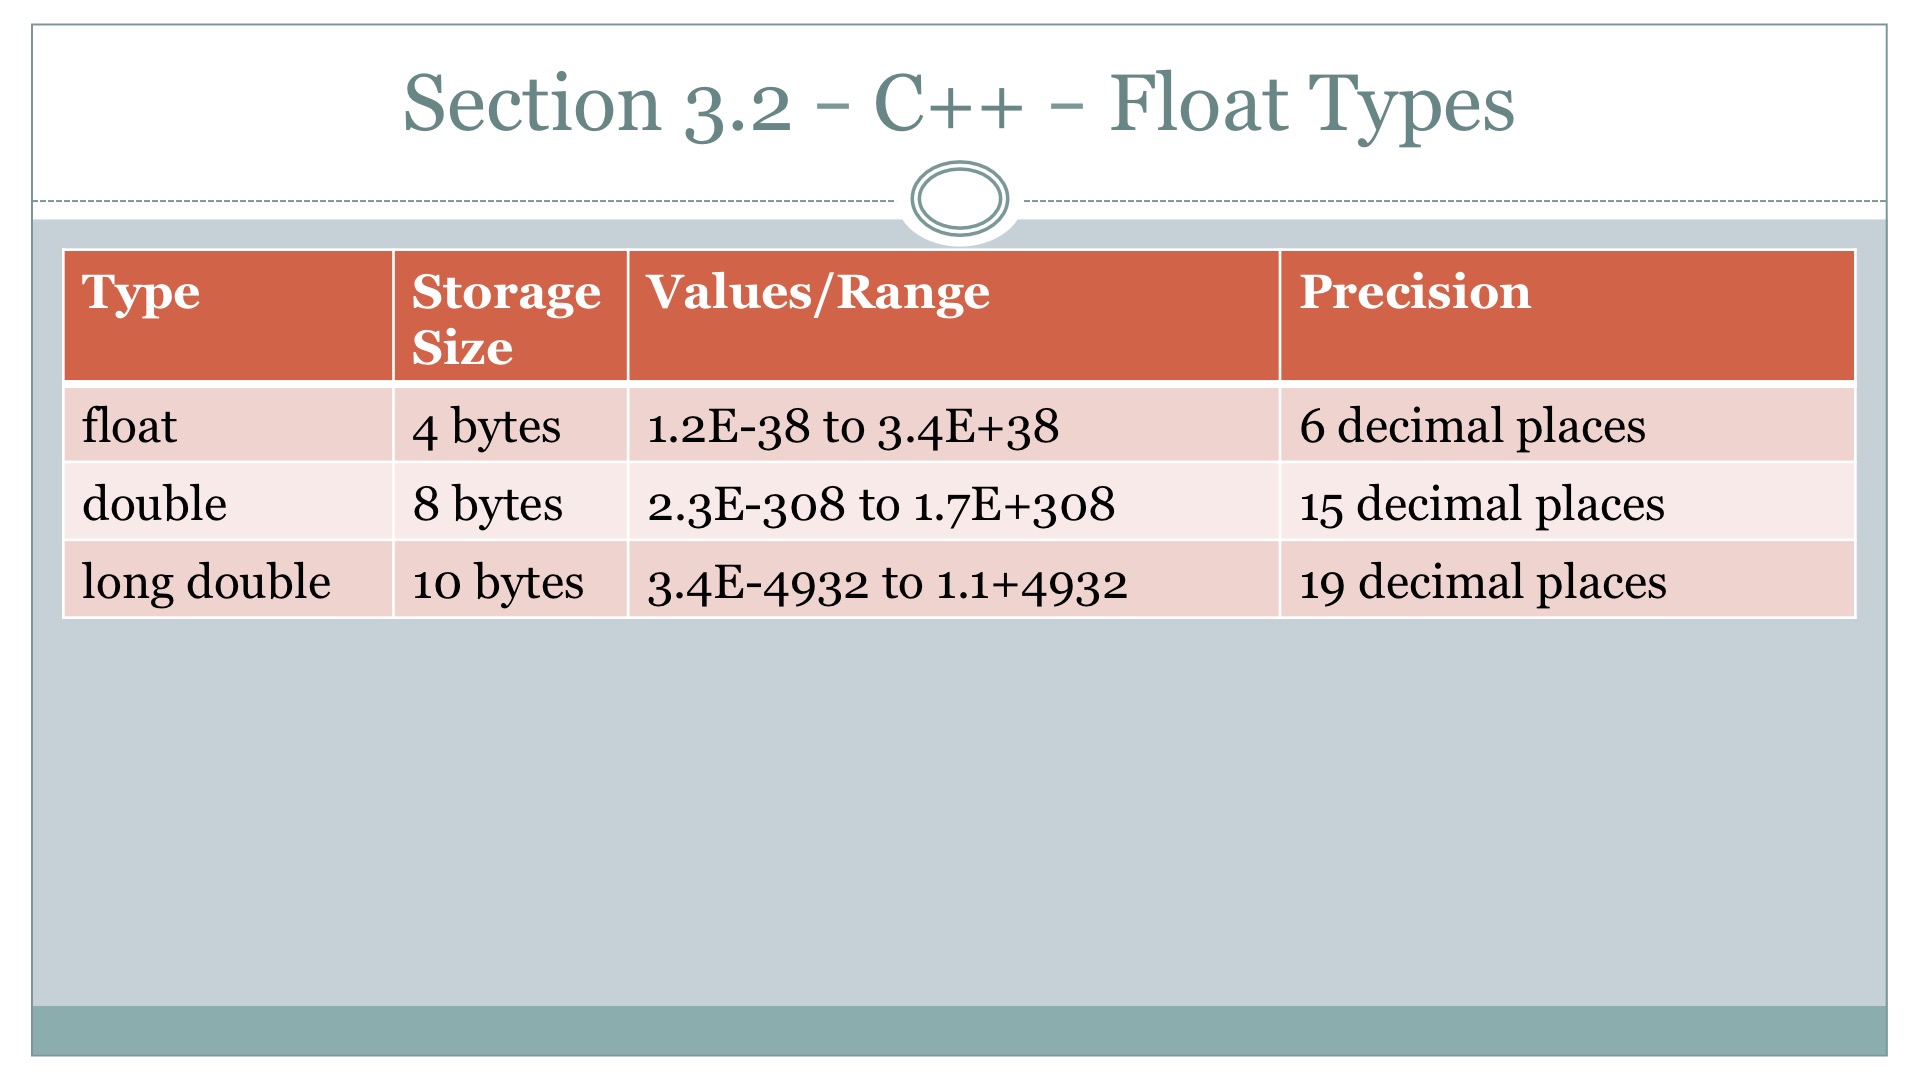 Section 3.2 – C++ – Float Types
Type
Storage
Size
Values/Range
Precision
float
4 bytes
1.2E-38 to 3.4E+38
6 decimal places
double
8 bytes
2.3E-308 to 1.7E+308
15 decimal places
long double
10 bytes
3.4E-4932 to 1.1+4932
19 decimal places